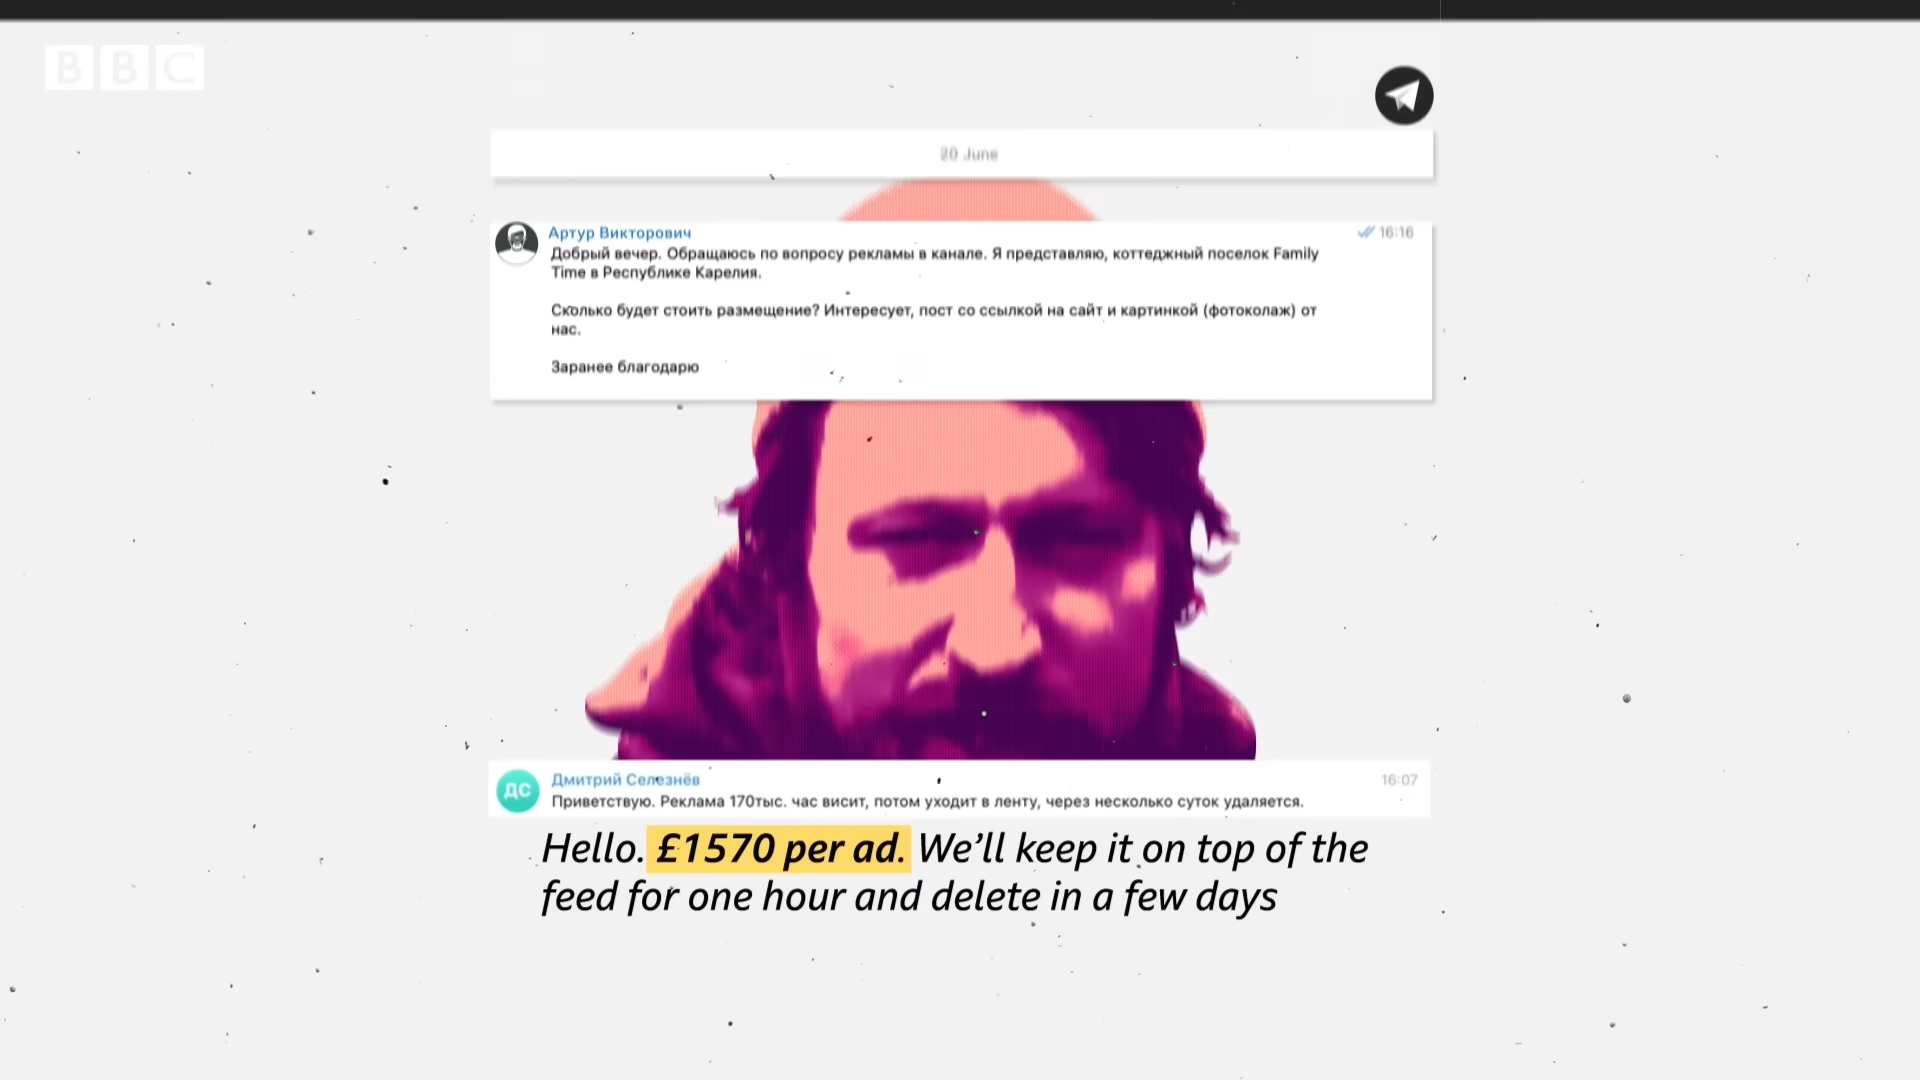 BBC
20 June
Артур Викторович
16:16
Добрый вечер. Обращаюсь по вопросу рекламы в канале. Я представляю, коттеджный поселок Family
Time в Республике Карелия.
Сколько будет стоить размещение? Интересует, пост со ссылкой на сайт и картинкой (фотоколаж) от
нас.
Заранее благодарю
ДС
Дмитрий Селезнёв
16:07
Приветствую. Реклама 170тыс. час висит, потом уходит в ленту, через несколько суток удаляется.
Hello. £1570 per ad. We’ll keep it on top of the
feed for one hour and delete in a few days